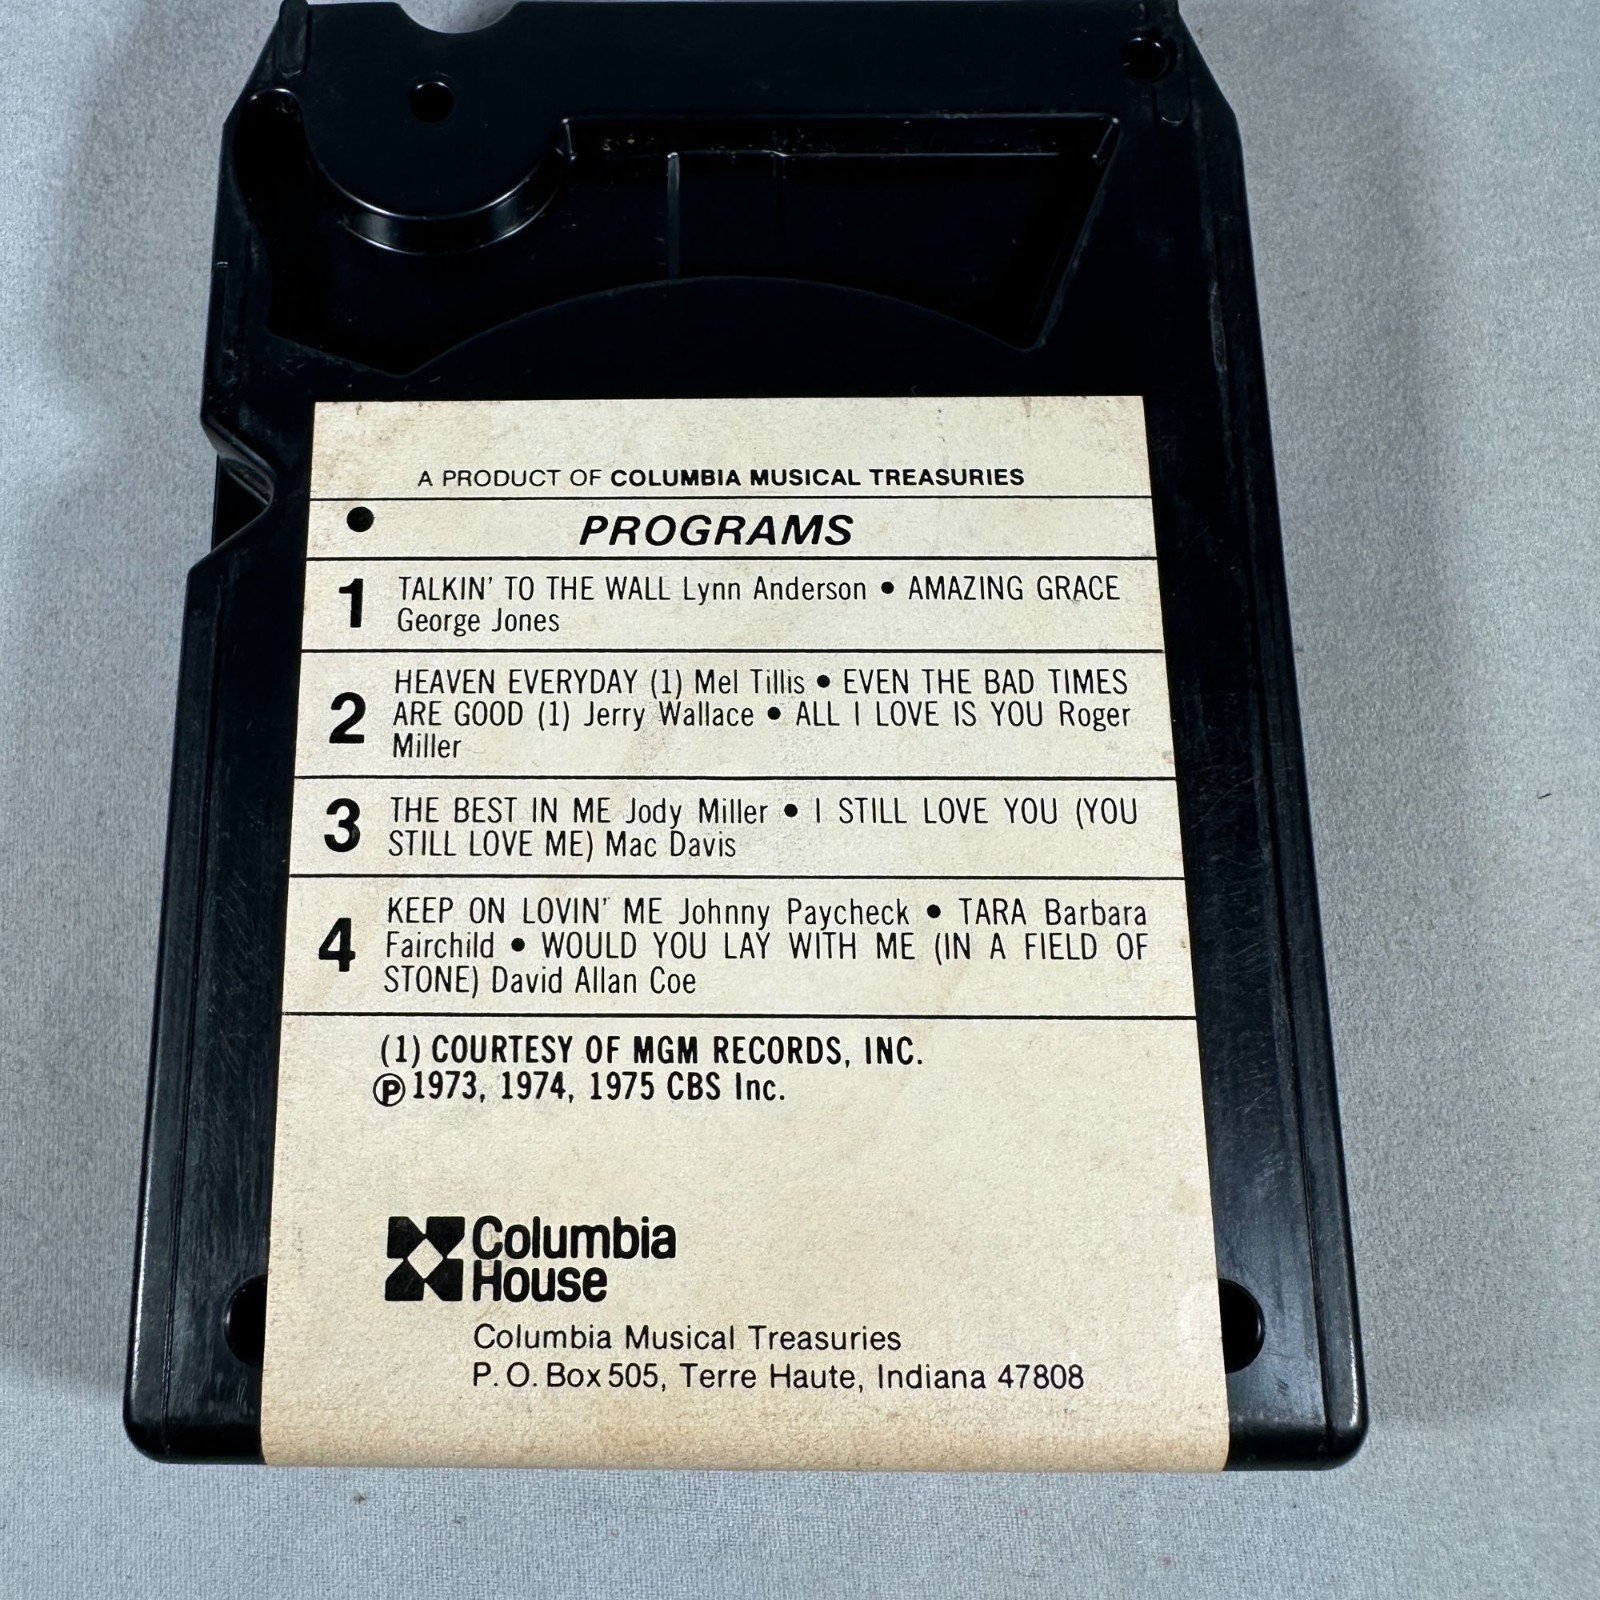 A PRODUCT OF COLUMBIA MUSICAL TREASURIES
● PROGRAMS
1 TALKIN' TO THE WALL Lynn Anderson ● AMAZING GRACE
George Jones
HEAVEN EVERYDAY (1) Mel Tillis ● EVEN THE BAD TIMES
2 ARE GOOD (1) Jerry Wallace ● ALL I LOVE IS YOU Roger
Miller
3 THE BEST IN ME Jody Miller ● I STILL LOVE YOU (YOU
STILL LOVE ME) Mac Davis
KEEP ON LOVIN' ME Johnny Paycheck ● TARA Barbara
4 Fairchild ● WOULD YOU LAY WITH ME (IN A FIELD OF
STONE) David Allan Coe
(1) COURTESY OF MGM RECORDS, INC.
Ⓟ 1973, 1974, 1975 CBS Inc.
Columbia
House
Columbia Musical Treasuries
P.O. Box 505, Terre Haute, Indiana 47808